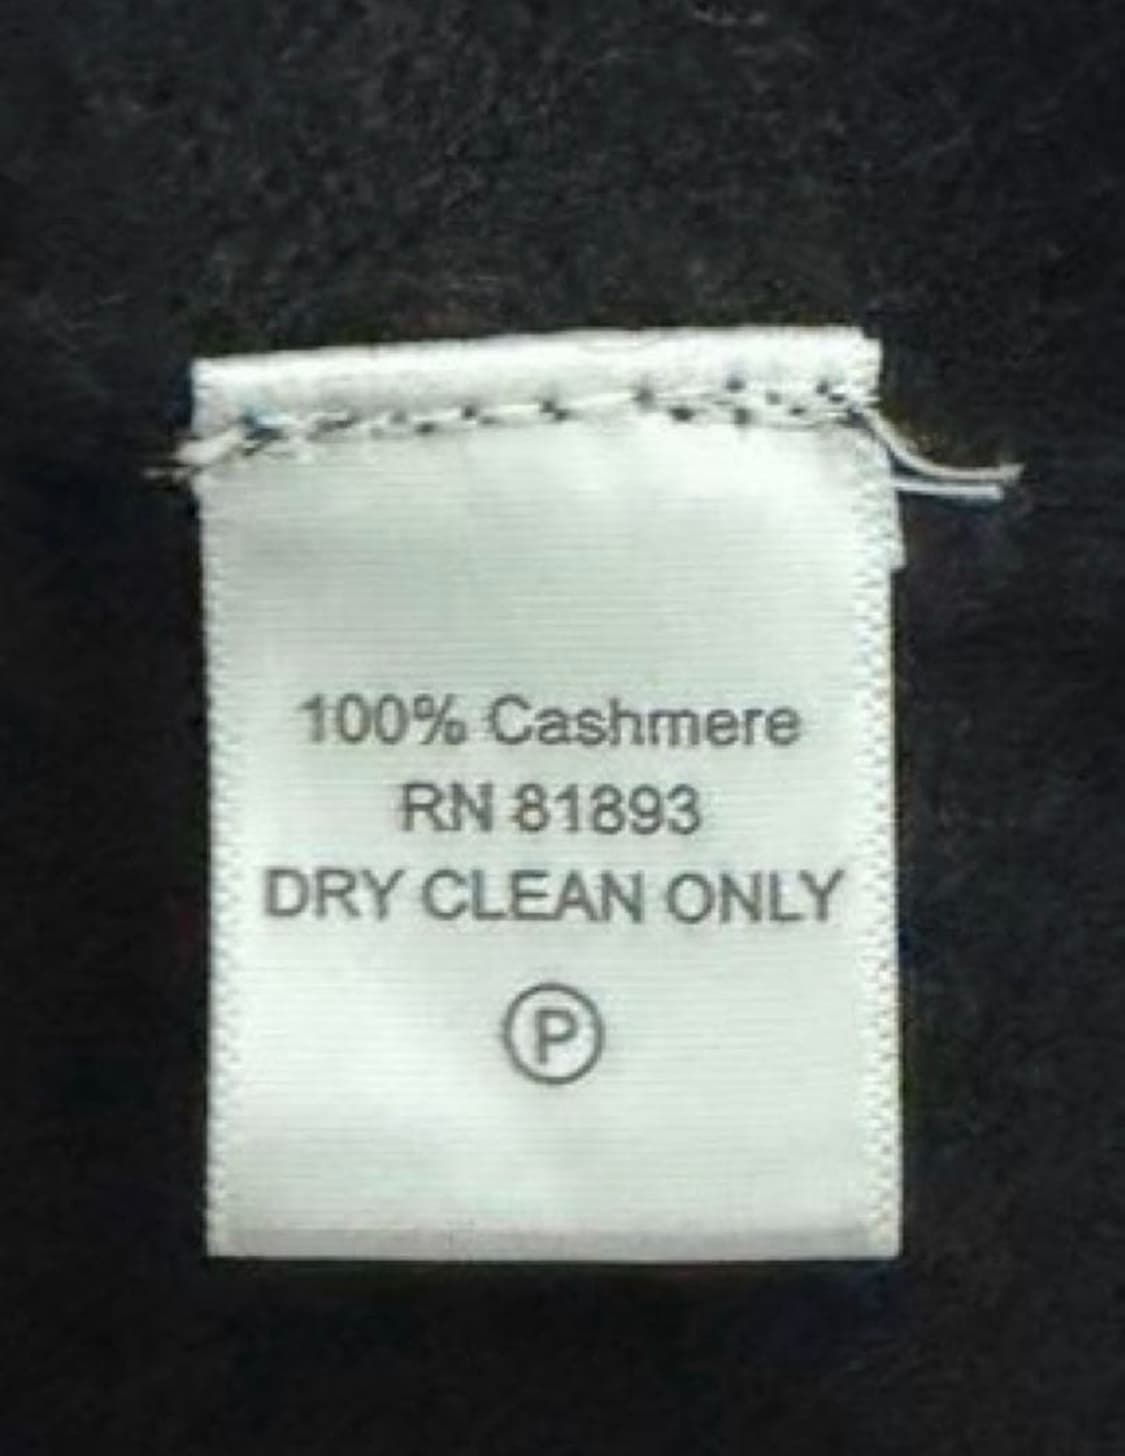 100% Cashmere
RN 81893
DRY CLEAN ONLY
P